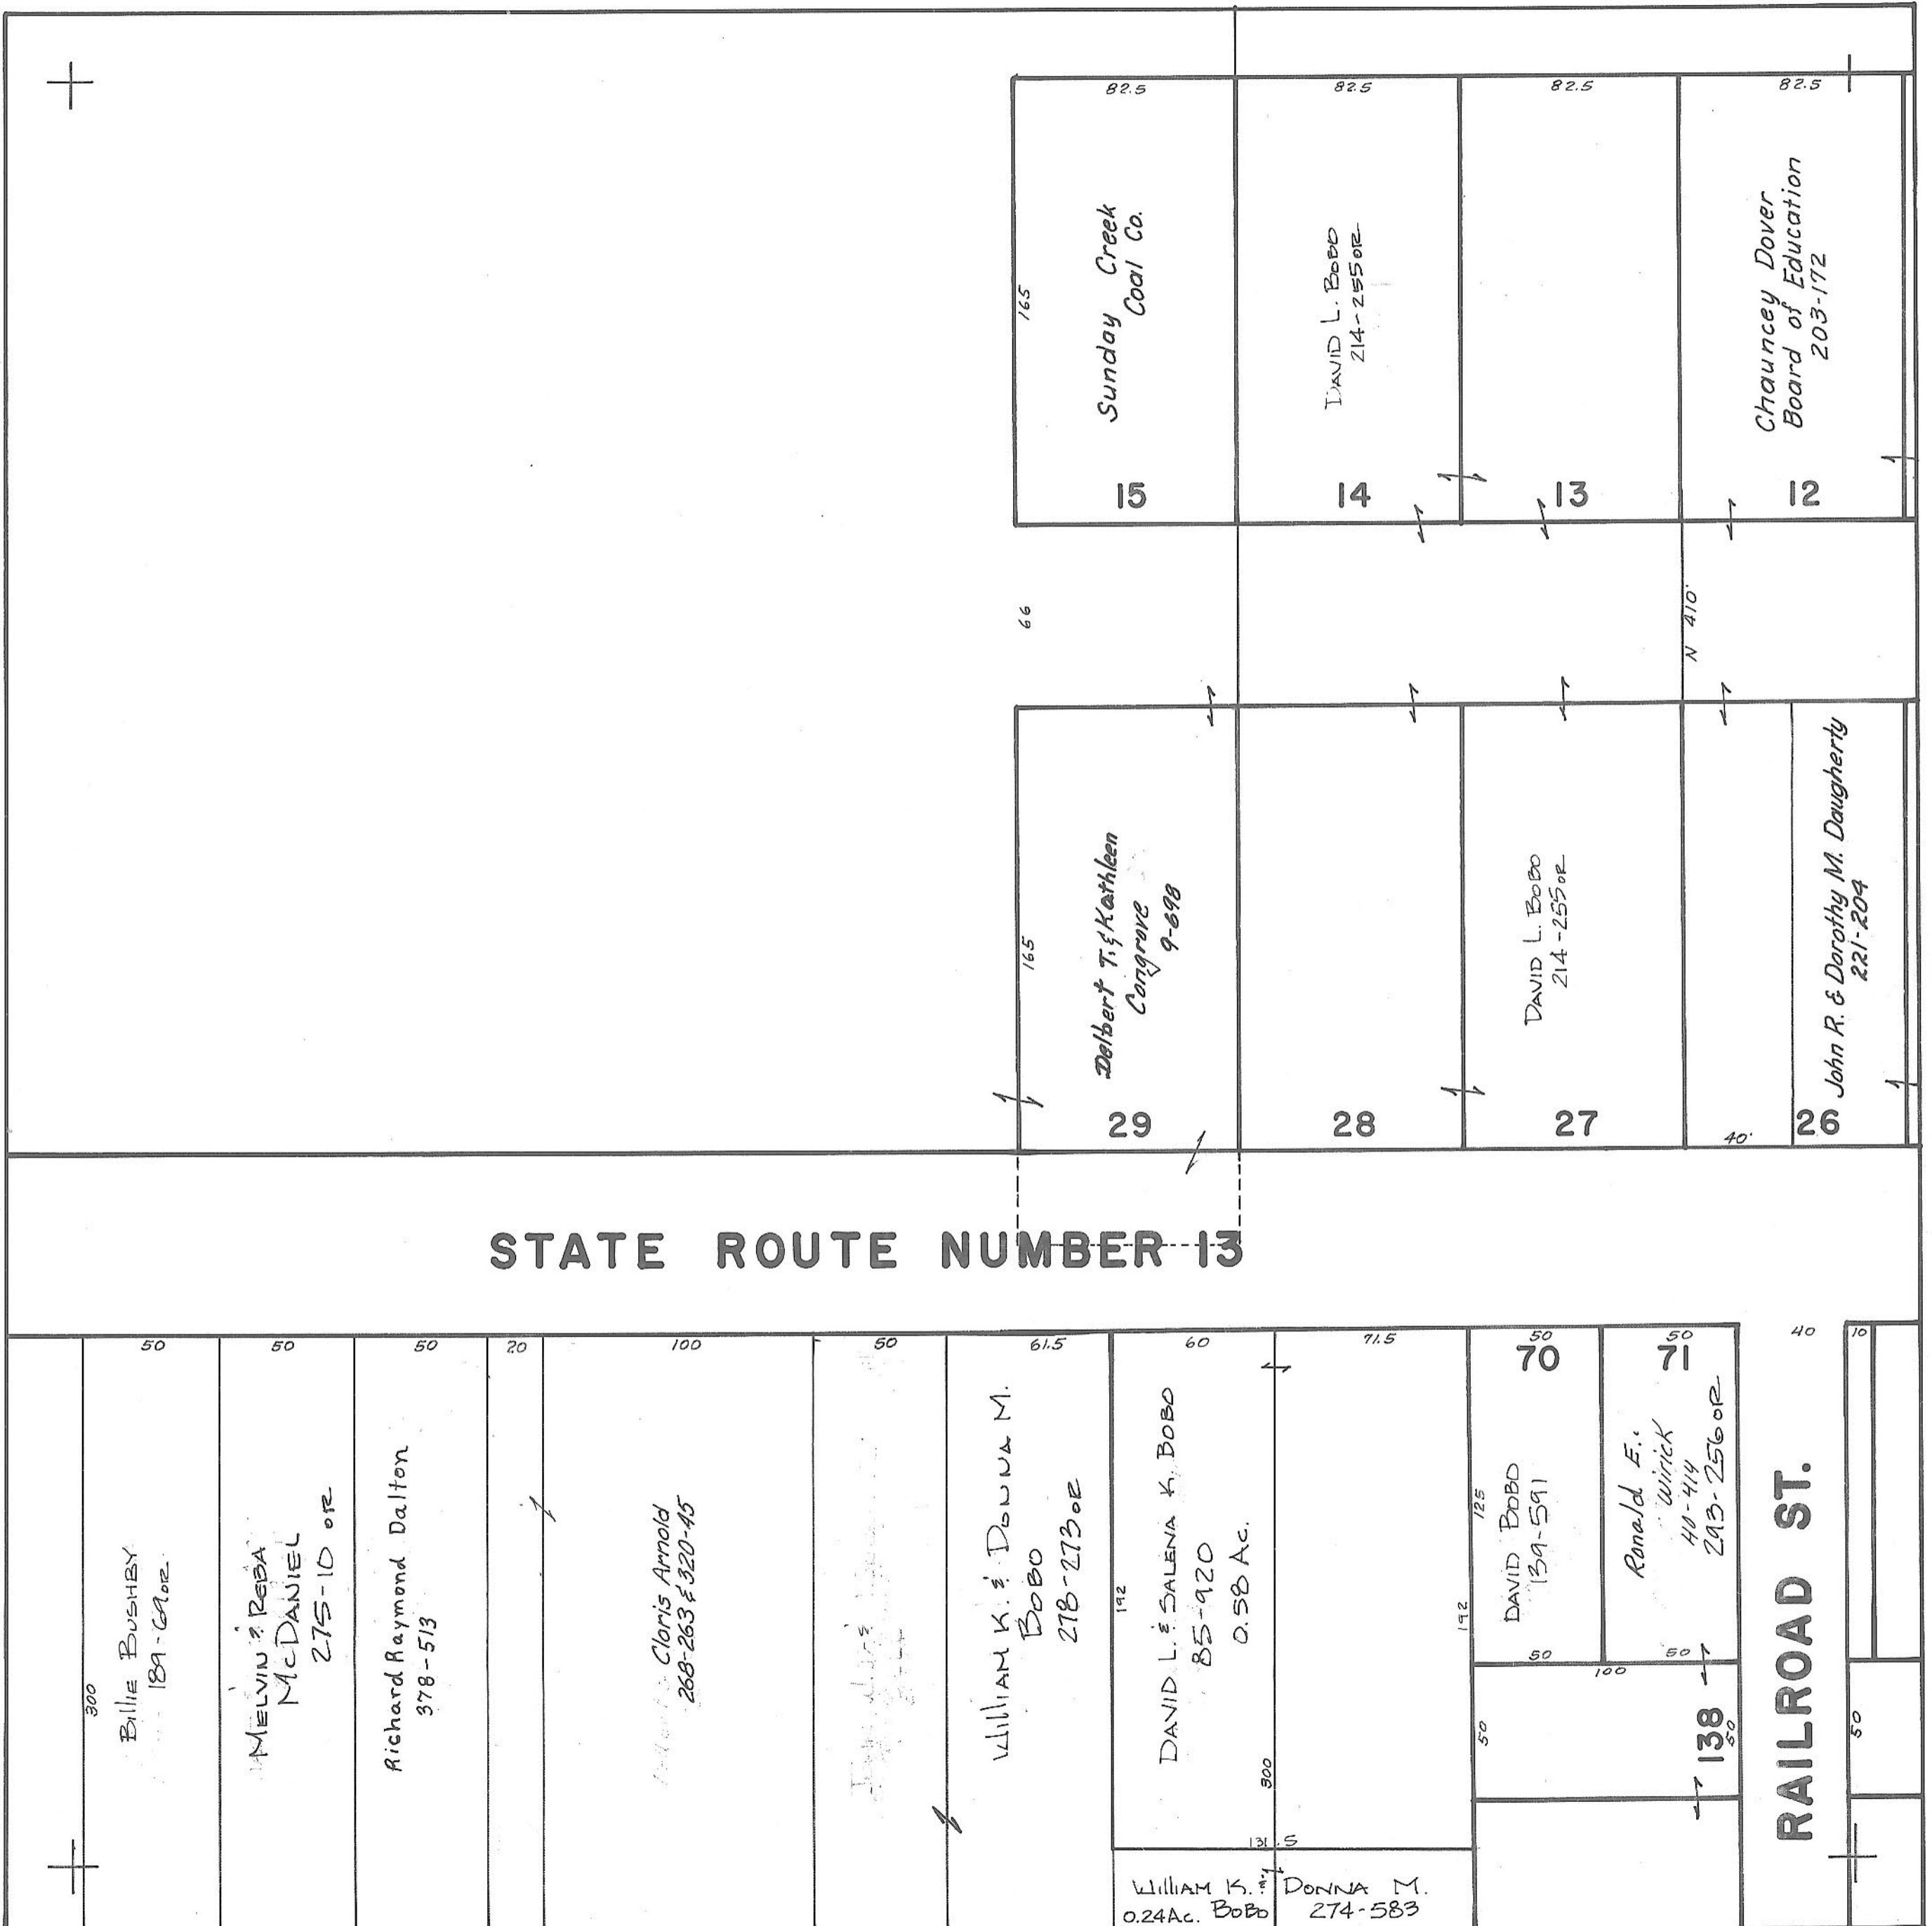 82.5
82.5
82.5
82.5
165
Sunday Creek
Coal Co.
15
DAVID L. BOBO
214-255 OR
14
13
Chauncey Dover
Board of Education
203-172
12
66
N 410'
165
Delbert T. & Kathleen
Congrove
9-698
29
28
DAVID L. BOBO
214-255 OR
27
40'
John R. & Dorothy M. Daugherty
221-204
26
STATE ROUTE NUMBER 13
50
50
50
20
100
50
61.5
60
71.5
50
50
40
10
70
71
300
Billie BUSHBY
189-69 OR
MELVIN & REBA
McDANIEL
275-10 OR
Richard Raymond Dalton
378-513
Cloris Arnold
268-263 & 320-45
WILLIAM K. & DONNA M.
BOBO
278-273 OR
192
DAVID L. & SALENA K. BOBO
85-920
0.58 Ac.
300
131.5
192
125
DAVID BOBO
139-591
50
Ronald E.
Wirick
40-414
293-256 OR
50
100
50
138
50
RAILROAD ST.
50
WILLIAM K. & DONNA M.
0.24 Ac. BOBO 274-583